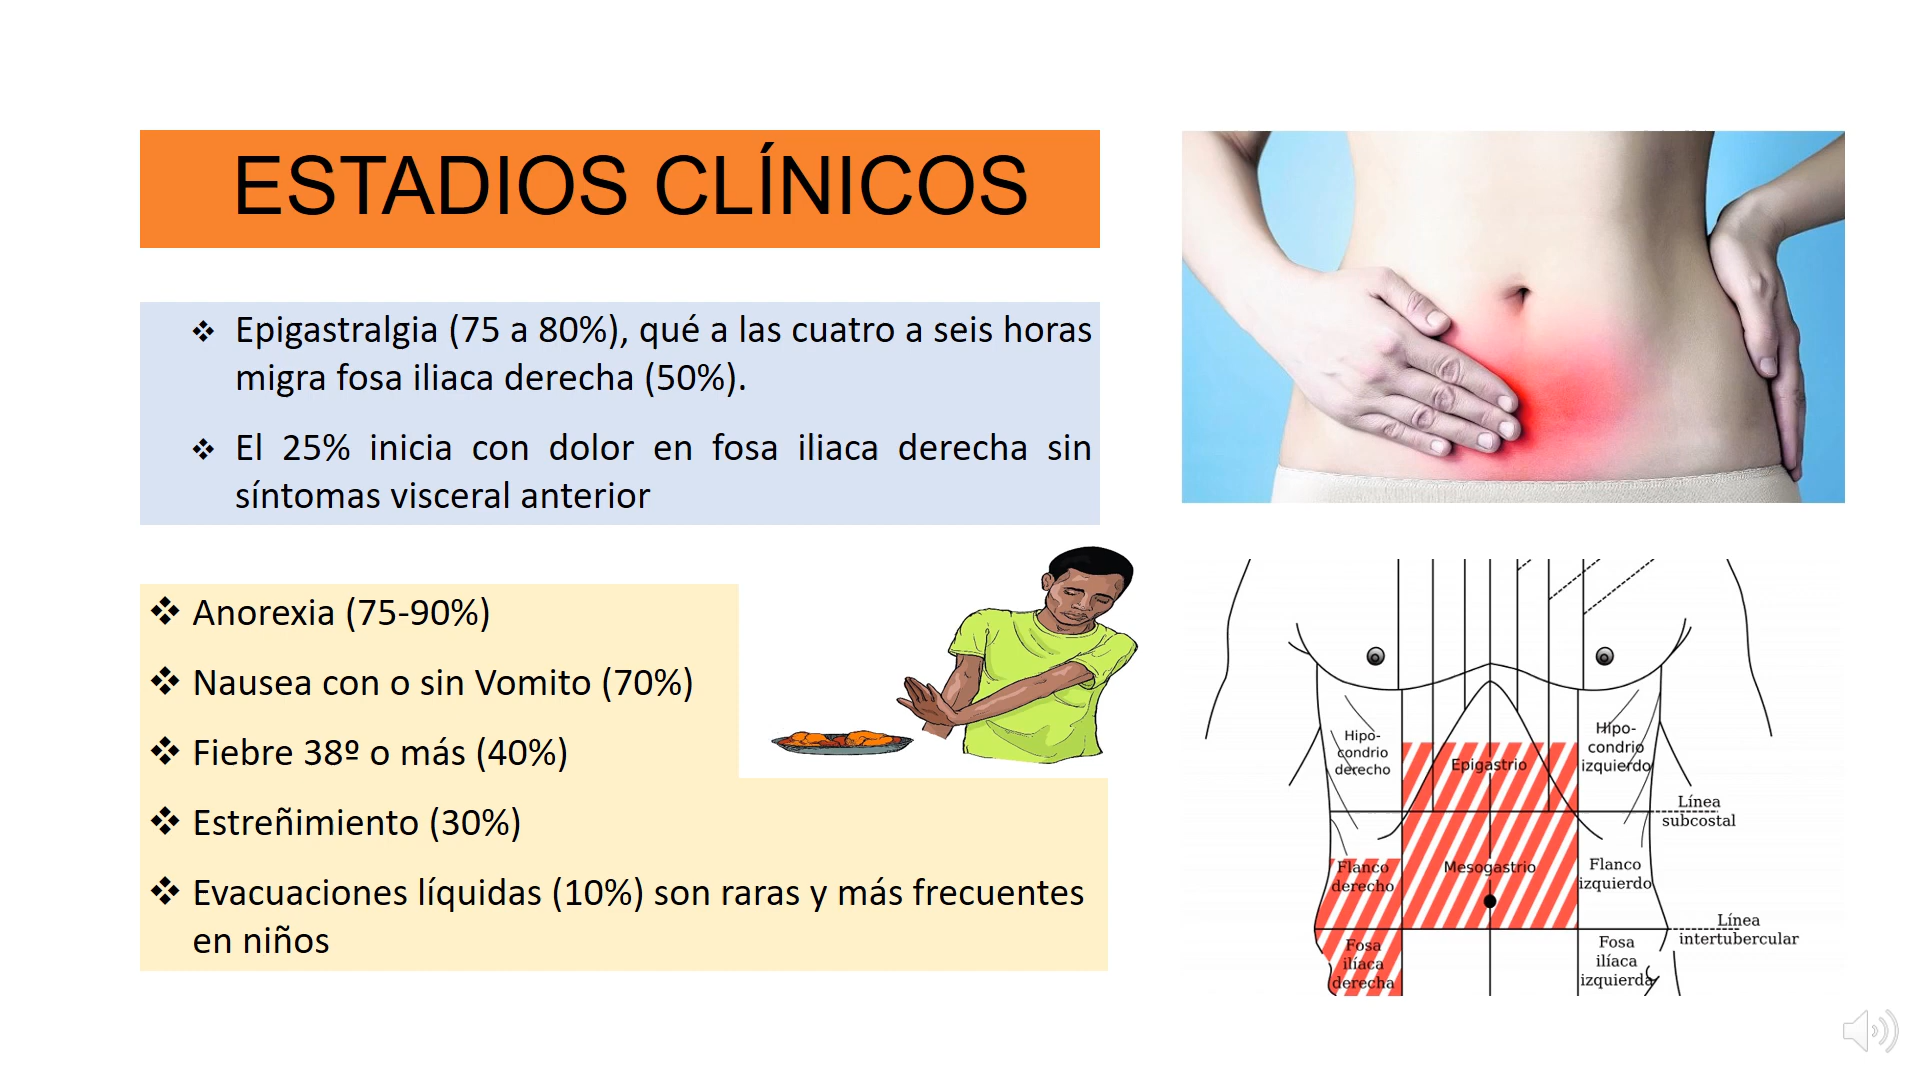 ESTADIOS CLÍNICOS
❖ Epigastralgia (75 a 80%), qué a las cuatro a seis horas
migra fosa iliaca derecha (50%).
❖ El 25% inicia con dolor en fosa iliaca derecha sin
síntomas visceral anterior
❖ Anorexia (75-90%)
❖ Nausea con o sin Vomito (70%)
❖ Fiebre 38º o más (40%)
❖ Estreñimiento (30%)
❖ Evacuaciones líquidas (10%) son raras y más frecuentes
en niños
Hipo-
condrio
derecho
Epigastrio
Hipo-
condrio
izquierdo
Línea
subcostal
Flanco
derecho
Mesogastrio
Flanco
izquierdo
Línea
intertubercular
Fosa
ilíaca
derecha
Fosa
ilíaca
izquierda